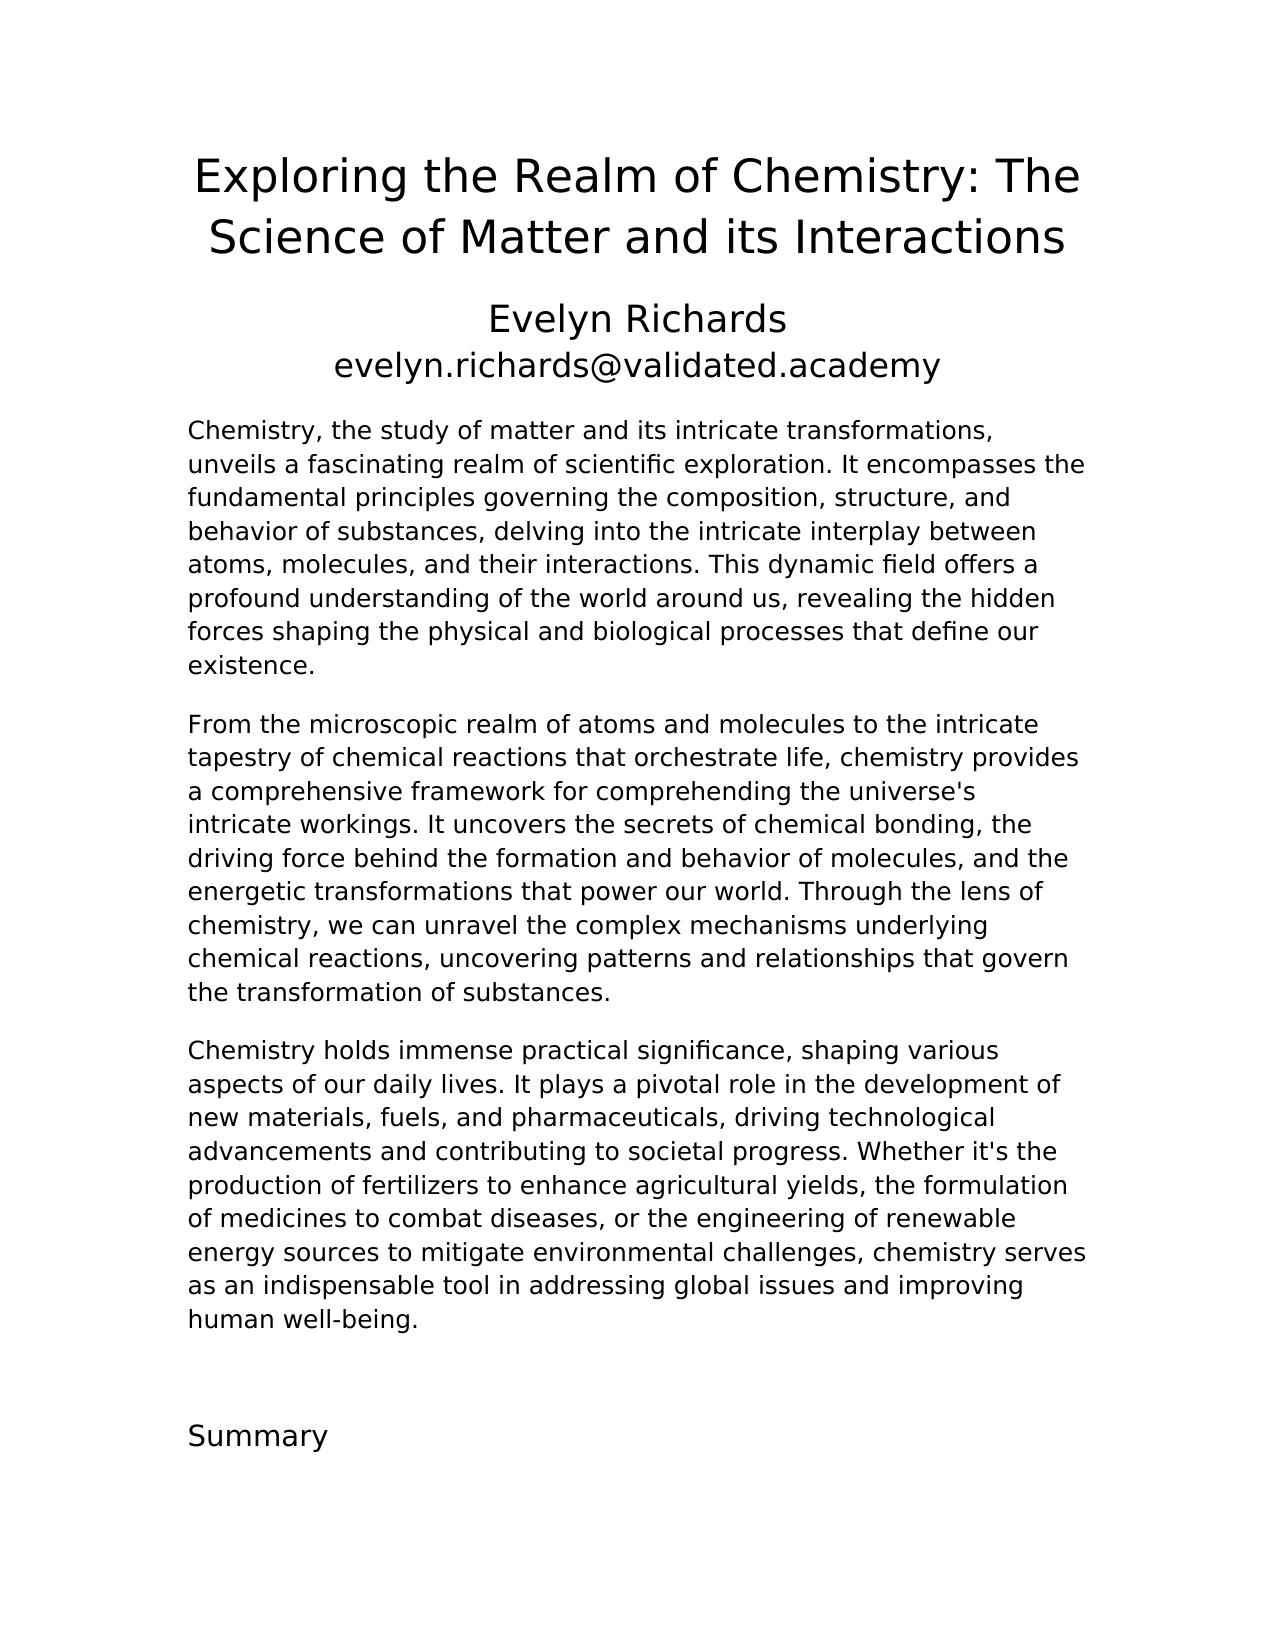 Exploring the Realm of Chemistry: The
Science of Matter and its Interactions
Evelyn Richards
evelyn.richards@validated.academy
Chemistry, the study of matter and its intricate transformations,
unveils a fascinating realm of scientific exploration. It encompasses the
fundamental principles governing the composition, structure, and
behavior of substances, delving into the intricate interplay between
atoms, molecules, and their interactions. This dynamic field offers a
profound understanding of the world around us, revealing the hidden
forces shaping the physical and biological processes that define our
existence.
From the microscopic realm of atoms and molecules to the intricate
tapestry of chemical reactions that orchestrate life, chemistry provides
a comprehensive framework for comprehending the universe's
intricate workings. It uncovers the secrets of chemical bonding, the
driving force behind the formation and behavior of molecules, and the
energetic transformations that power our world. Through the lens of
chemistry, we can unravel the complex mechanisms underlying
chemical reactions, uncovering patterns and relationships that govern
the transformation of substances.
Chemistry holds immense practical significance, shaping various
aspects of our daily lives. It plays a pivotal role in the development of
new materials, fuels, and pharmaceuticals, driving technological
advancements and contributing to societal progress. Whether it's the
production of fertilizers to enhance agricultural yields, the formulation
of medicines to combat diseases, or the engineering of renewable
energy sources to mitigate environmental challenges, chemistry serves
as an indispensable tool in addressing global issues and improving
human well-being.
Summary